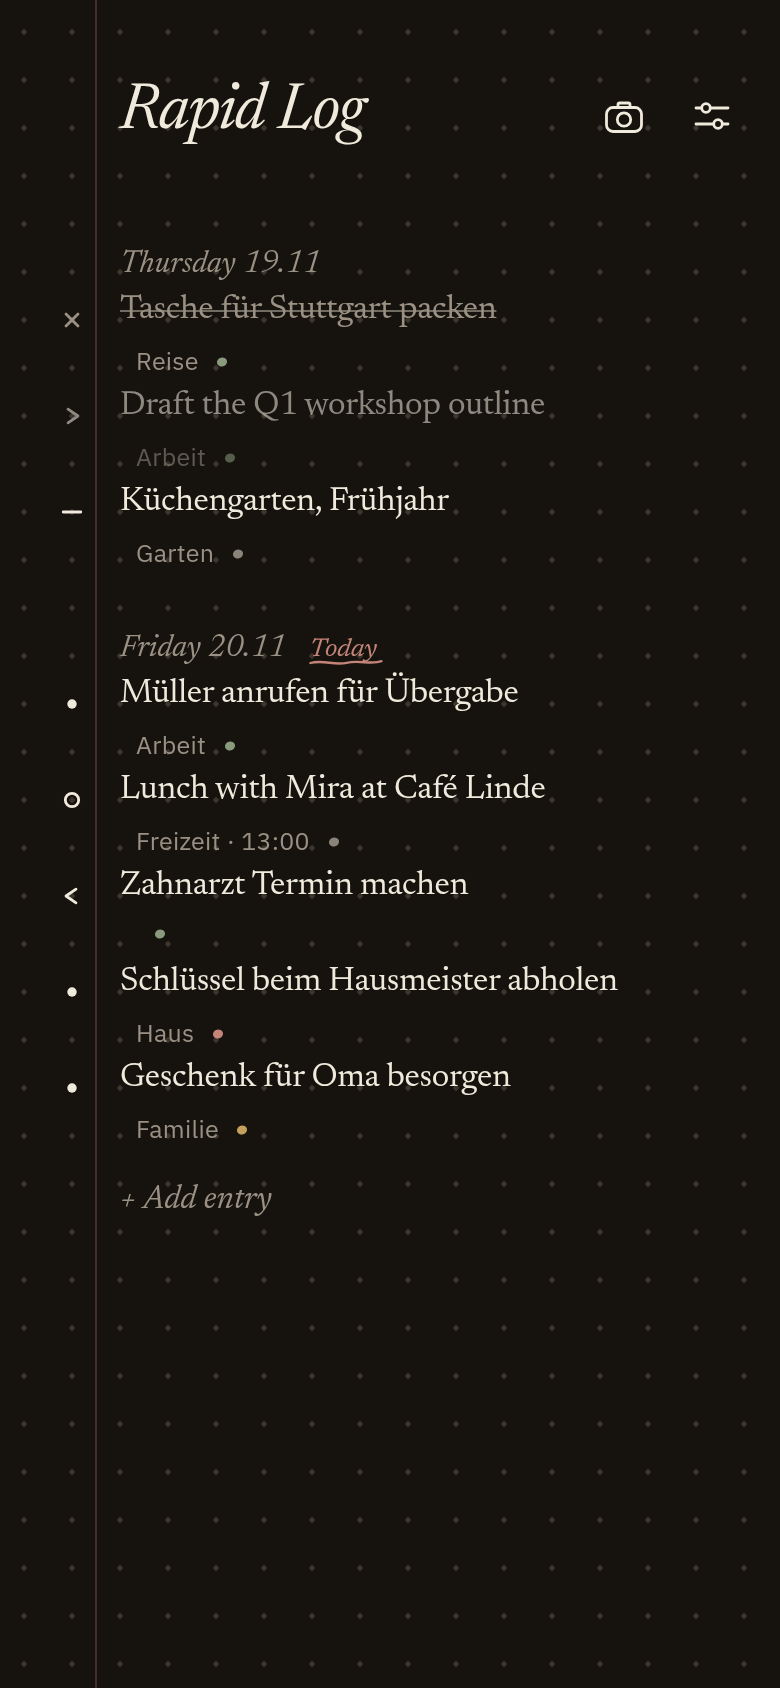 Rapid Log
Thursday 19.11
× Tasche für Stuttgart packen
Reise
> Draft the Q1 workshop outline
Arbeit
– Küchengarten, Frühjahr
Garten
Friday 20.11 Today
• Müller anrufen für Übergabe
Arbeit
○ Lunch with Mira at Café Linde
Freizeit · 13:00
< Zahnarzt Termin machen
• Schlüssel beim Hausmeister abholen
Haus
• Geschenk für Oma besorgen
Familie
+ Add entry